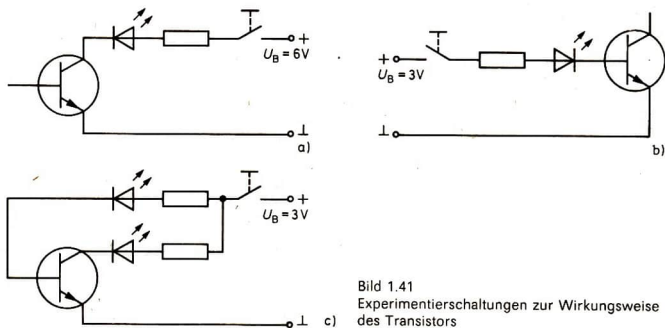 +
U_B = 6V
⊥
a)
+
U_B = 3V
⊥
b)
+
U_B = 3V
⊥
c)
Bild 1.41
Experimentierschaltungen zur Wirkungsweise
des Transistors